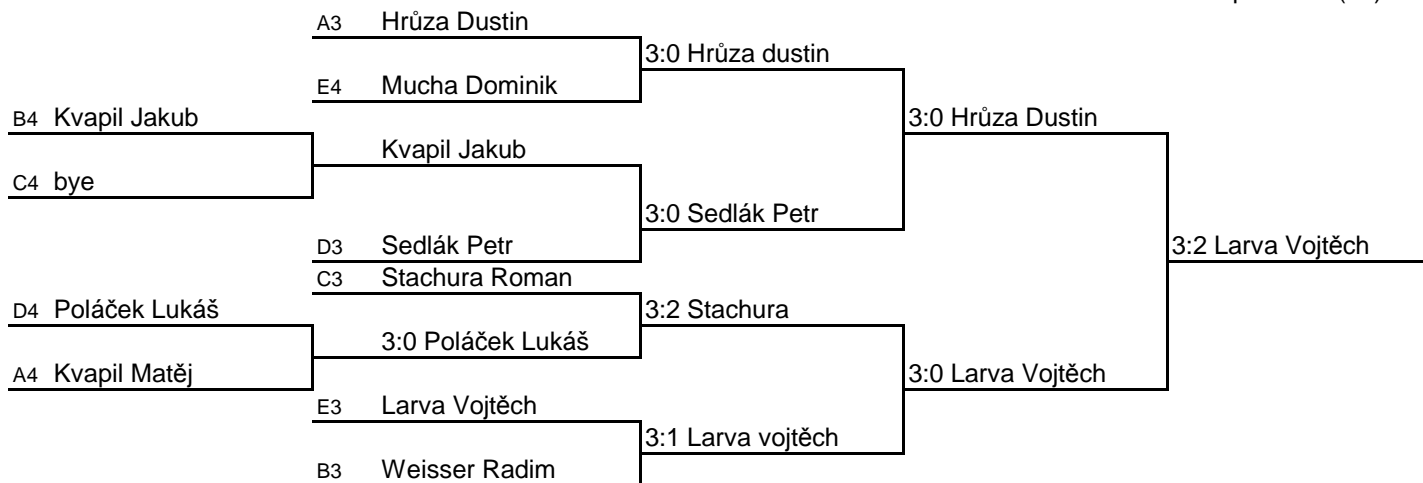 A3 Hrůza Dustin
3:0 Hrůza dustin
E4 Mucha Dominik
B4 Kvapil Jakub
3:0 Hrůza Dustin
Kvapil Jakub
C4 bye
3:0 Sedlák Petr
D3 Sedlák Petr
3:2 Larva Vojtěch
C3 Stachura Roman
D4 Poláček Lukáš
3:2 Stachura
3:0 Poláček Lukáš
A4 Kvapil Matěj
3:0 Larva Vojtěch
E3 Larva Vojtěch
3:1 Larva vojtěch
B3 Weisser Radim